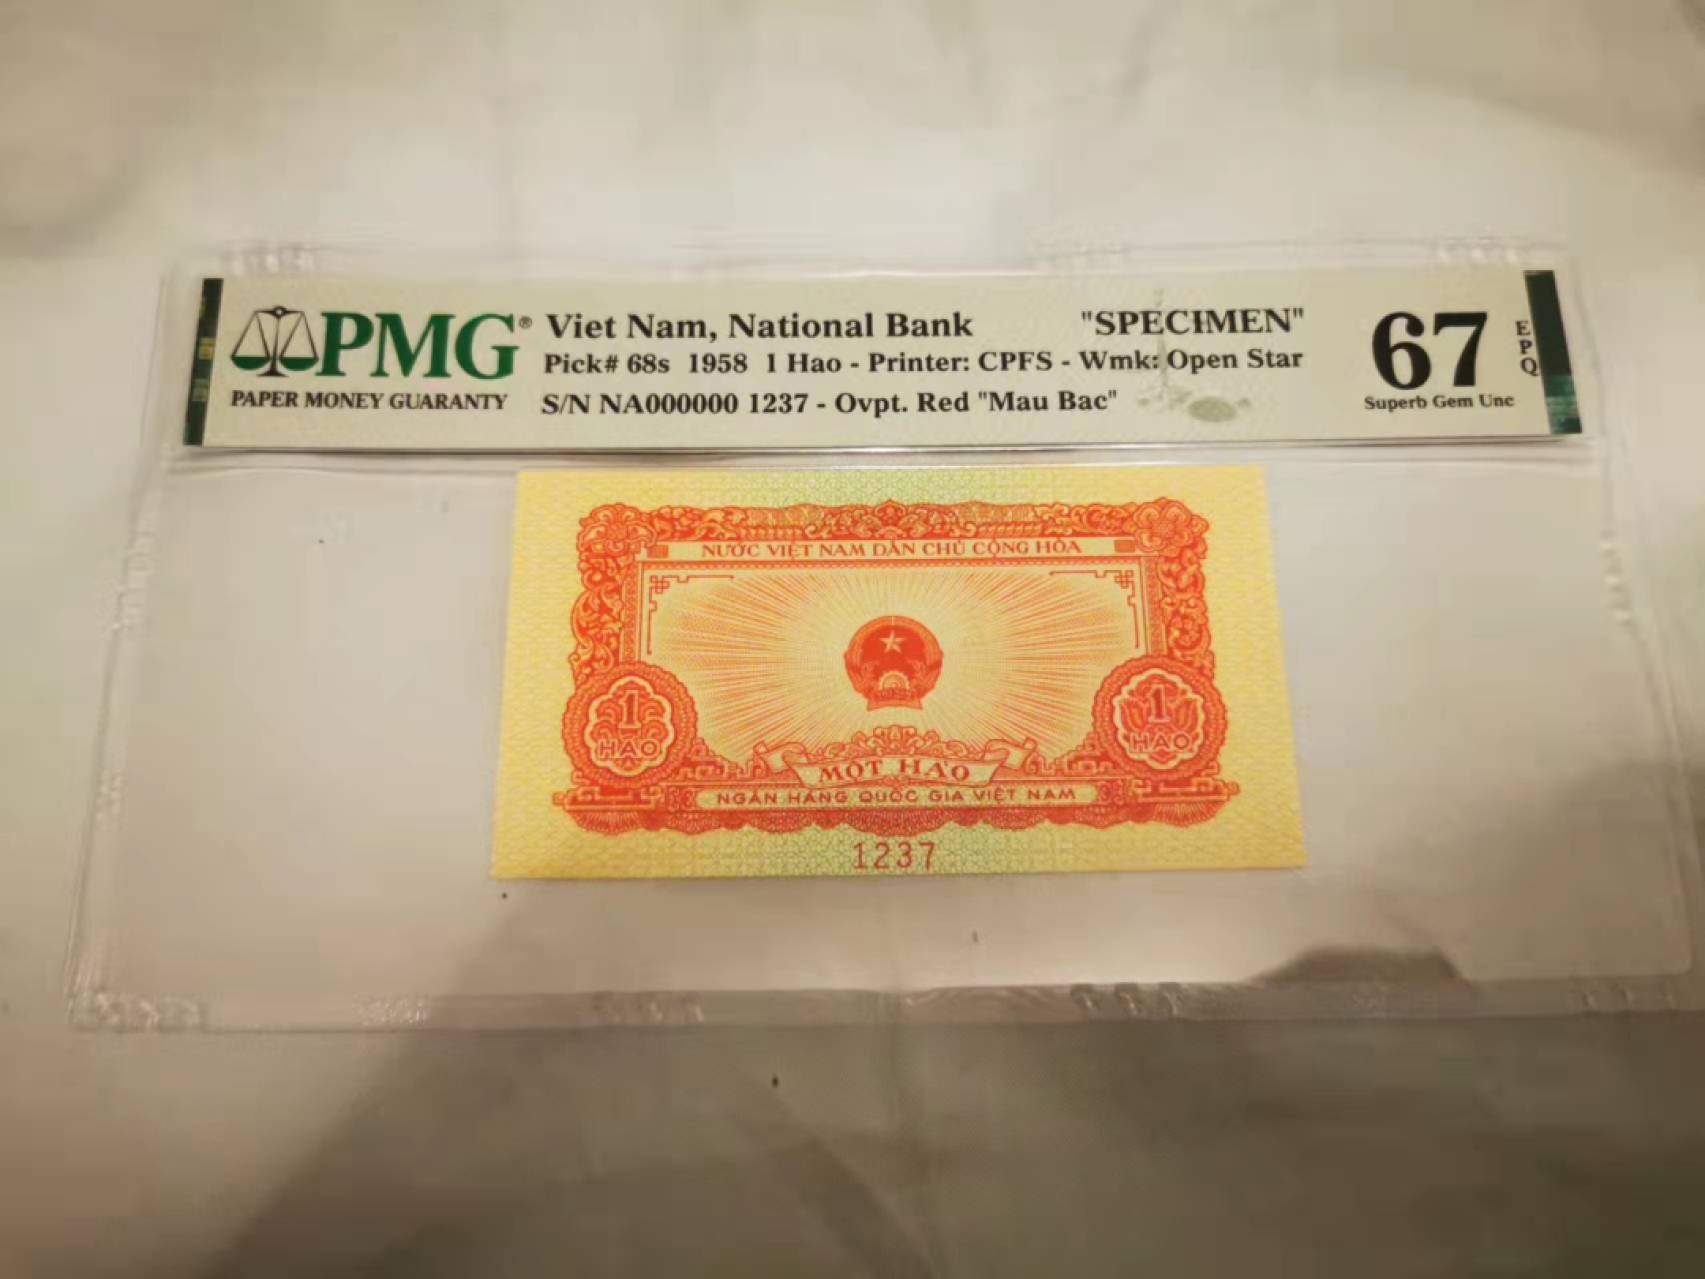 PMG®
PAPER MONEY GUARANTY
Viet Nam, National Bank "SPECIMEN"
Pick# 68s 1958 1 Hao - Printer: CPFS - Wmk: Open Star
S/N NA000000 1237 - Ovpt. Red "Mau Bac"
67
EPQ
Superb Gem Unc
NƯỚC VIỆT NAM DÂN CHỦ CỘNG HÒA
1
HÀO
1
HÀO
MỘT HÀO
NGÂN HÀNG QUỐC GIA VIỆT NAM
1237